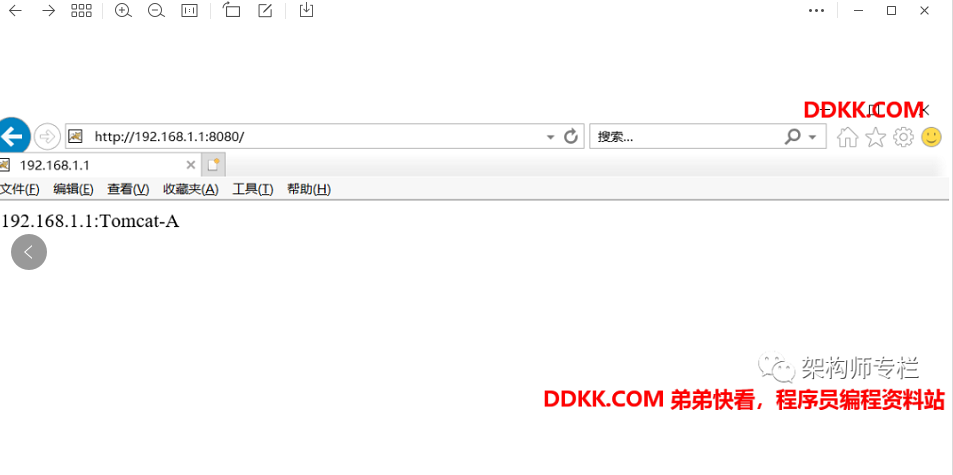 DDKK.COM
http://192.168.1.1:8080/ 搜索...
192.168.1.1
文件(F) 编辑(E) 查看(V) 收藏夹(A) 工具(T) 帮助(H)
192.168.1.1:Tomcat-A
架构师专栏
DDKK.COM 弟弟快看，程序员编程资料站